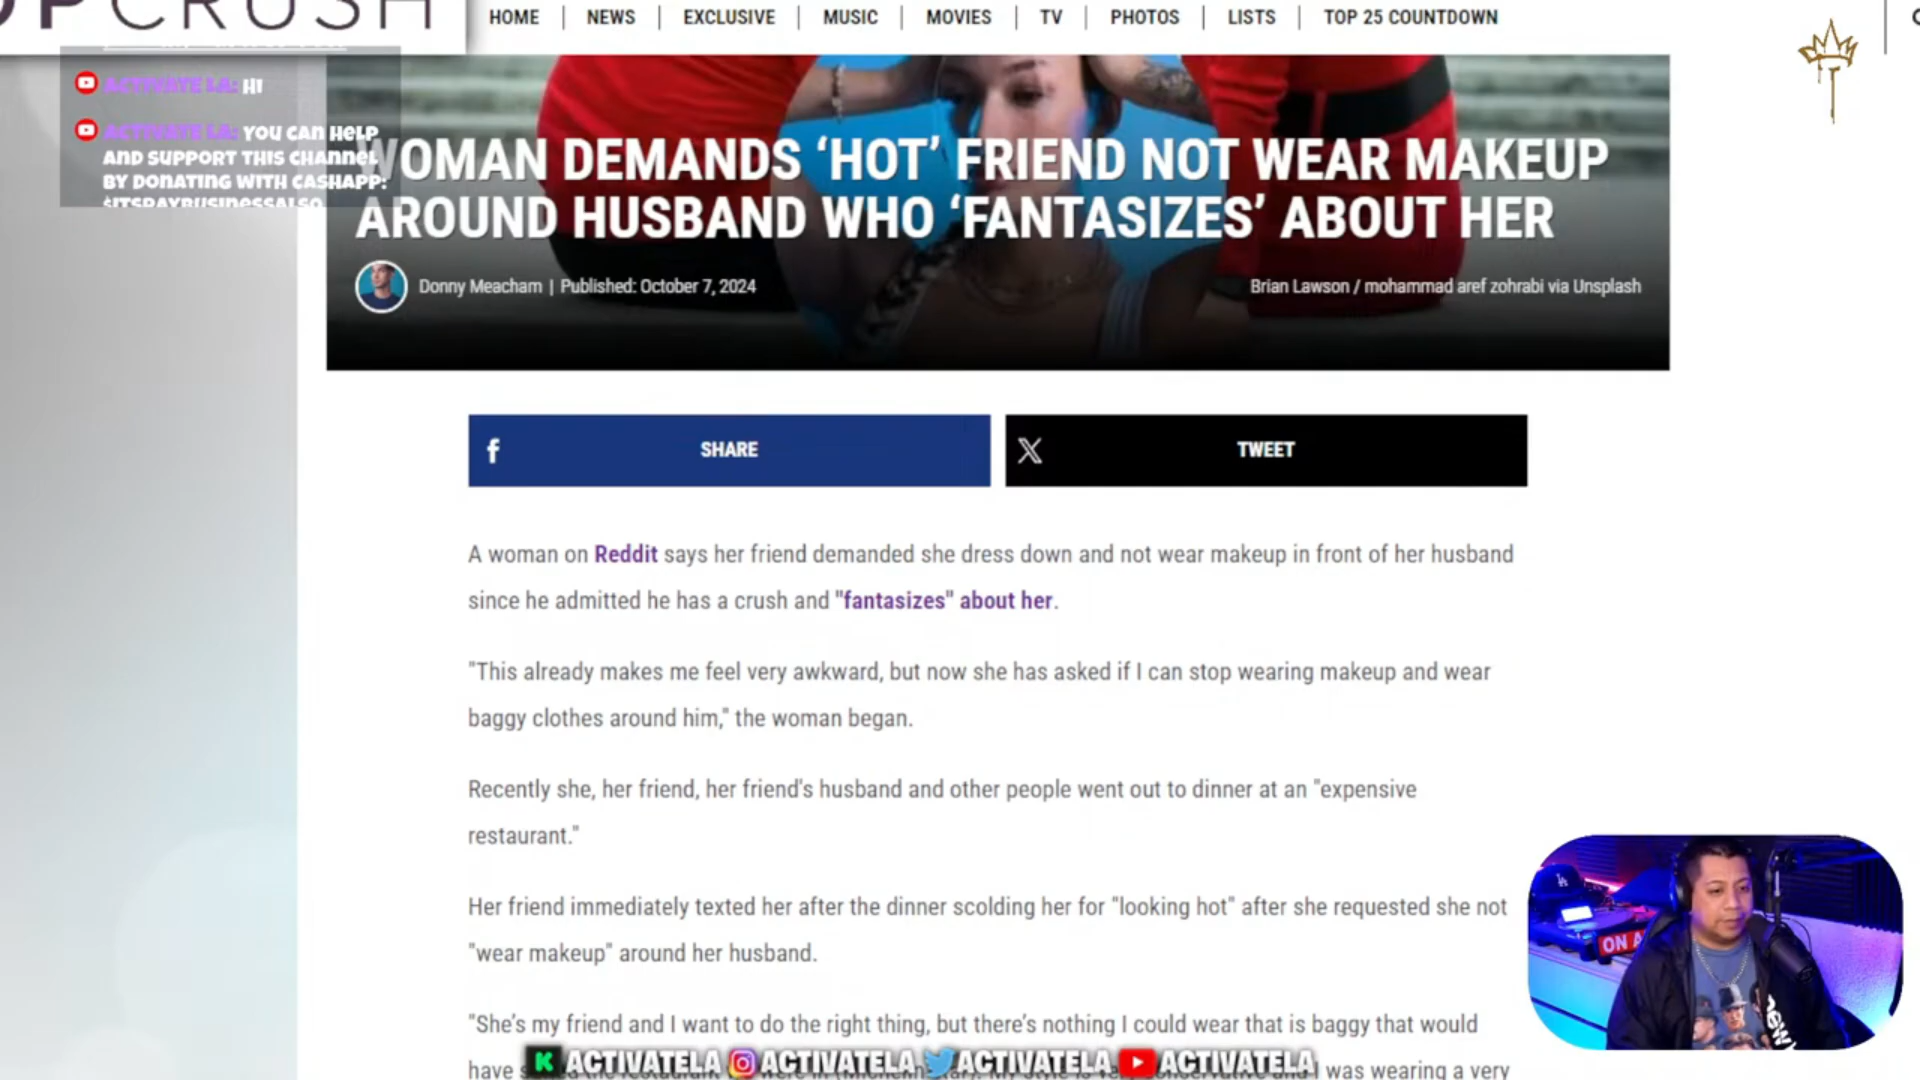 OPCRUSH
HOME | NEWS | EXCLUSIVE | MUSIC | MOVIES | TV | PHOTOS | LISTS | TOP 25 COUNTDOWN
ACTIVATE LA: HI
ACTIVATE LA: YOU CAN HELP
AND SUPPORT THIS CHANNEL
BY DONATING WITH CASHAPP:
$ITSRAYBUSINESSALSO
WOMAN DEMANDS ‘HOT’ FRIEND NOT WEAR MAKEUP
AROUND HUSBAND WHO ‘FANTASIZES’ ABOUT HER
Donny Meacham | Published: October 7, 2024
Brian Lawson / mohammad aref zohrabi via Unsplash
f SHARE
X TWEET
A woman on Reddit says her friend demanded she dress down and not wear makeup in front of her husband
since he admitted he has a crush and "fantasizes" about her.
"This already makes me feel very awkward, but now she has asked if I can stop wearing makeup and wear
baggy clothes around him," the woman began.
Recently she, her friend, her friend's husband and other people went out to dinner at an "expensive
restaurant."
Her friend immediately texted her after the dinner scolding her for "looking hot" after she requested she not
"wear makeup" around her husband.
"She's my friend and I want to do the right thing, but there's nothing I could wear that is baggy that would
have
I was wearing a very
K ACTIVATELA ACTIVATELA ACTIVATELA ACTIVATELA
LA
ON A